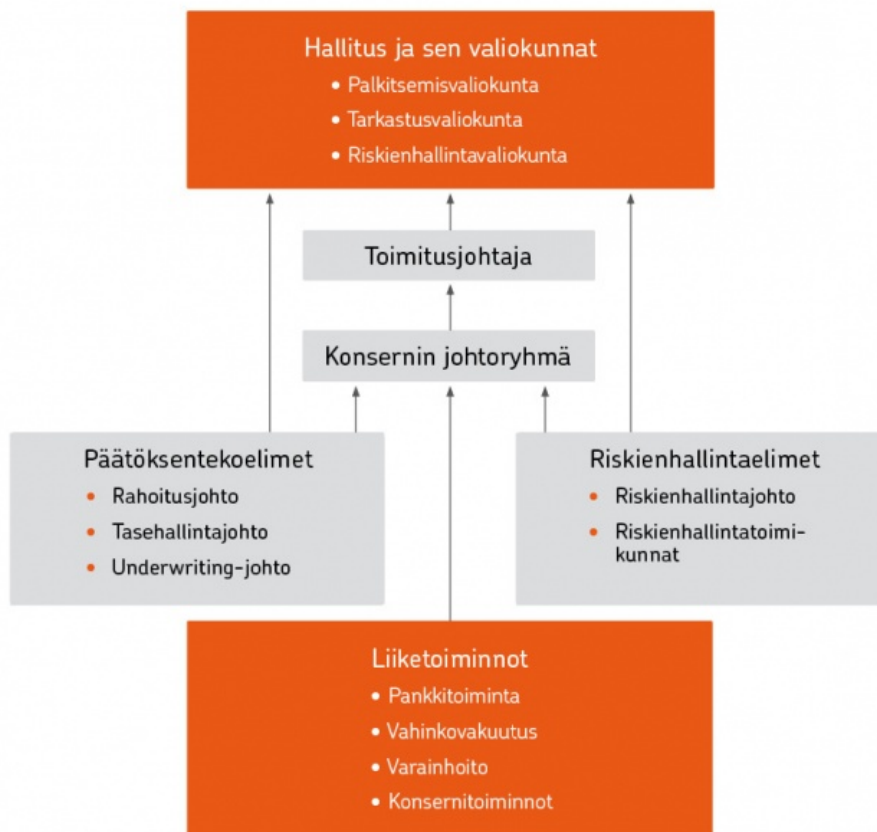 Hallitus ja sen valiokunnat
• Palkitsemisvaliokunta
• Tarkastusvaliokunta
• Riskienhallintavaliokunta
Toimitusjohtaja
Konsernin johtoryhmä
Päätöksentekoelimet
• Rahoitusjohto
• Tasehallintajohto
• Underwriting-johto
Riskienhallintaelimet
• Riskienhallintajohto
• Riskienhallintatoimi-
kunnat
Liiketoiminnot
• Pankkitoiminta
• Vahinkovakuutus
• Varainhoito
• Konsernitoiminnot